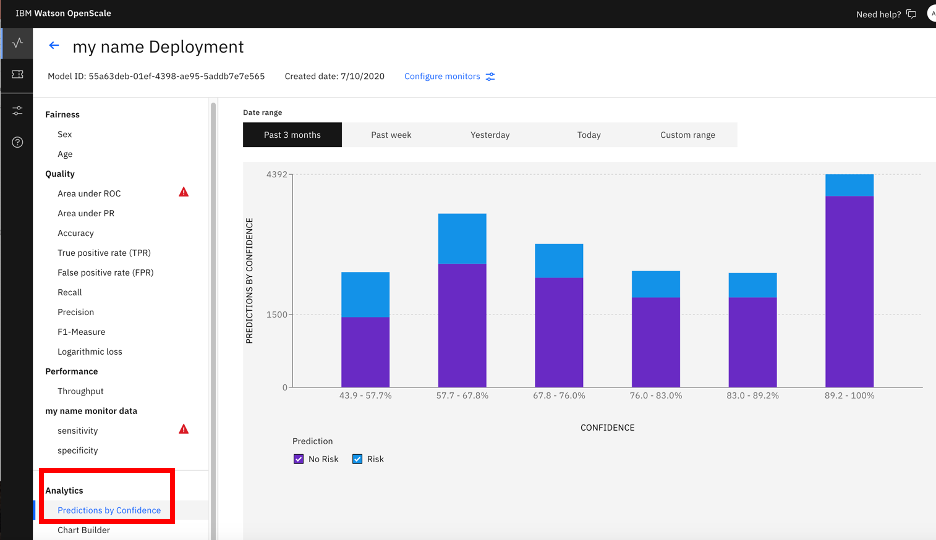 IBM Watson OpenScale
Need help?
A
my name Deployment
Model ID: 55a63deb-01ef-4398-ae95-5addb7e7e565 Created date: 7/10/2020 Configure monitors
Fairness
Sex
Age
Quality
Area under ROC
Area under PR
Accuracy
True positive rate (TPR)
False positive rate (FPR)
Recall
Precision
F1-Measure
Logarithmic loss
Performance
Throughput
my name monitor data
sensitivity
specificity
Analytics
Predictions by Confidence
Chart Builder
Date range
Past 3 months Past week Yesterday Today Custom range
4392
1500
0
PREDICTIONS BY CONFIDENCE
43.9 - 57.7% 57.7 - 67.8% 67.8 - 76.0% 76.0 - 83.0% 83.0 - 89.2% 89.2 - 100%
CONFIDENCE
Prediction
No Risk Risk